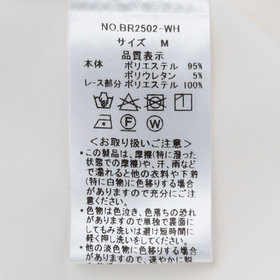 NO.BR2502-WH
サイズ M
品質表示
本体 ポリエステル 95%
ポリウレタン 5%
レース部分 ポリエステル 100%
<お取り扱いご注意>
•この製品は、摩擦(特に湿った
状態での摩擦)や、汗、雨など
で濡れると他の衣料や下着
(特に白物)に色移りする場合
がありますので充分にご注意
下さい。
•色物は色泣き、色落ちの恐れ
がありますので単独で裏面に
してもみ洗いは避け短時間に
軽く押し洗いをしてください。
•他の淡色物に色移りする場合
がありますので、速やかに脱